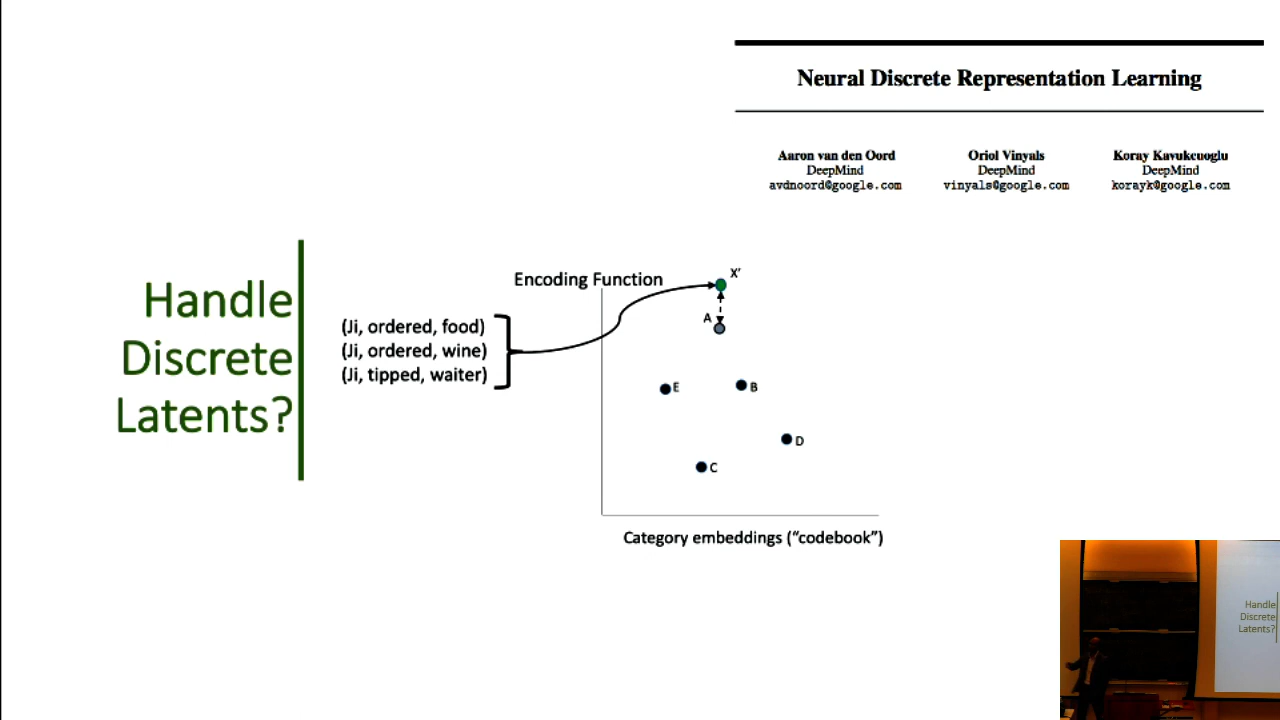 Neural Discrete Representation Learning
Aaron van den Oord
DeepMind
avdnoord@google.com
Oriol Vinyals
DeepMind
vinyals@google.com
Koray Kavukcuoglu
DeepMind
korayk@google.com
Handle
Discrete
Latents?
(Ji, ordered, food)
(Ji, ordered, wine)
(Ji, tipped, waiter)
Encoding Function
X'
A
E
B
D
C
Category embeddings (“codebook”)
Handle
Discrete
Latents?